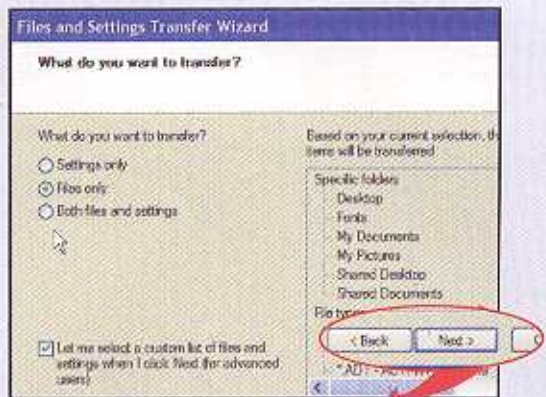 Files and Settings Transfer Wizard
What do you want to transfer?
What do you want to transfer?
Settings only
Files only
Both files and settings
Let me select a custom list of files and
settings when I click Next (for advanced
users)
Based on your current selection, th
items will be transferred
Specific folders
Desktop
Fonts
My Documents
My Pictures
Shared Desktop
Shared Documents
File type
< Back
Next >